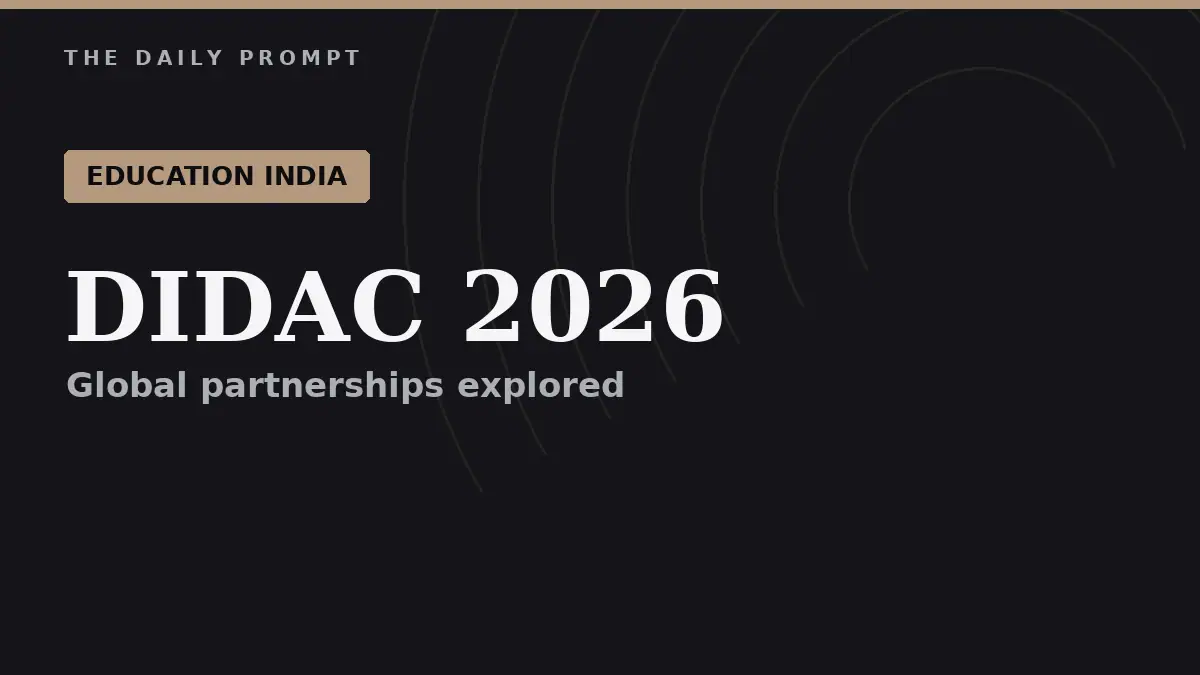 THE DAILY PROMPT
EDUCATION INDIA
DIDAC 2026
Global partnerships explored